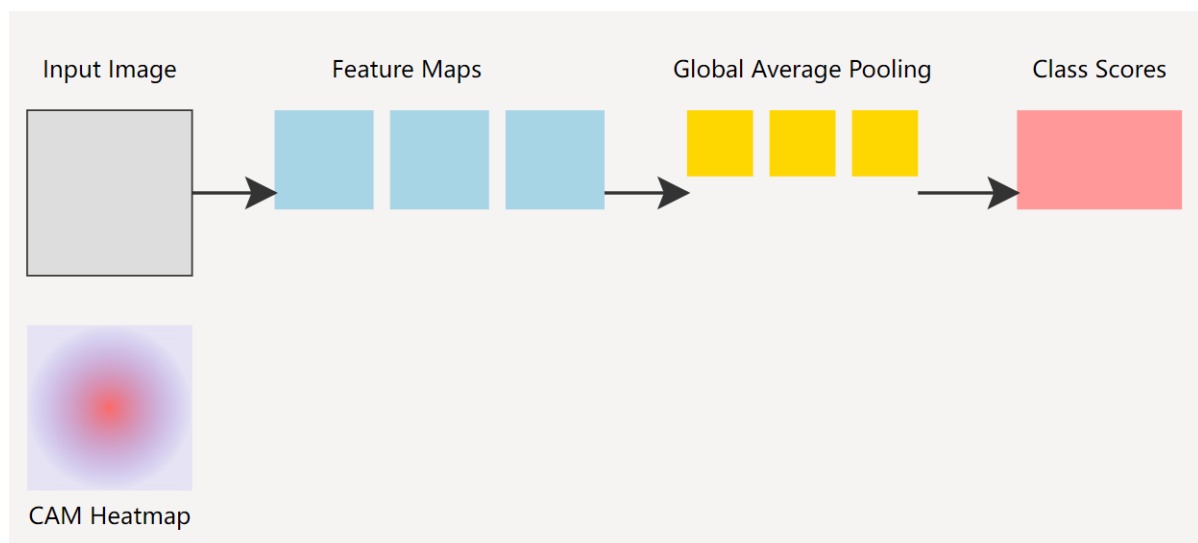 Input Image
Feature Maps
Global Average Pooling
Class Scores
CAM Heatmap